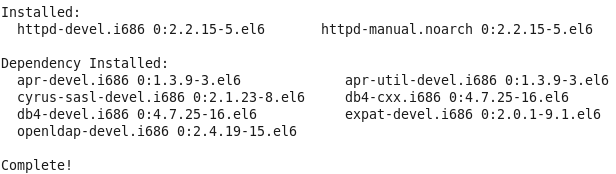 Installed:
  httpd-devel.i686 0:2.2.15-5.el6       httpd-manual.noarch 0:2.2.15-5.el6

Dependency Installed:
  apr-devel.i686 0:1.3.9-3.el6             apr-util-devel.i686 0:1.3.9-3.el6
  cyrus-sasl-devel.i686 0:2.1.23-8.el6     db4-cxx.i686 0:4.7.25-16.el6
  db4-devel.i686 0:4.7.25-16.el6           expat-devel.i686 0:2.0.1-9.1.el6
  openldap-devel.i686 0:2.4.19-15.el6

Complete!